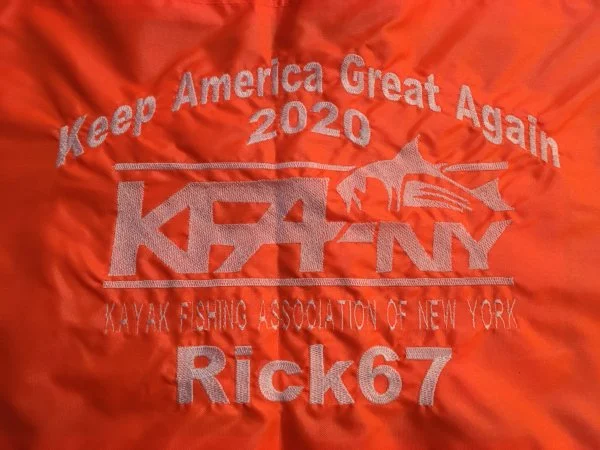 Keep America Great Again
2020
KFA-NY
KAYAK FISHING ASSOCIATION OF NEW YORK
Rick67